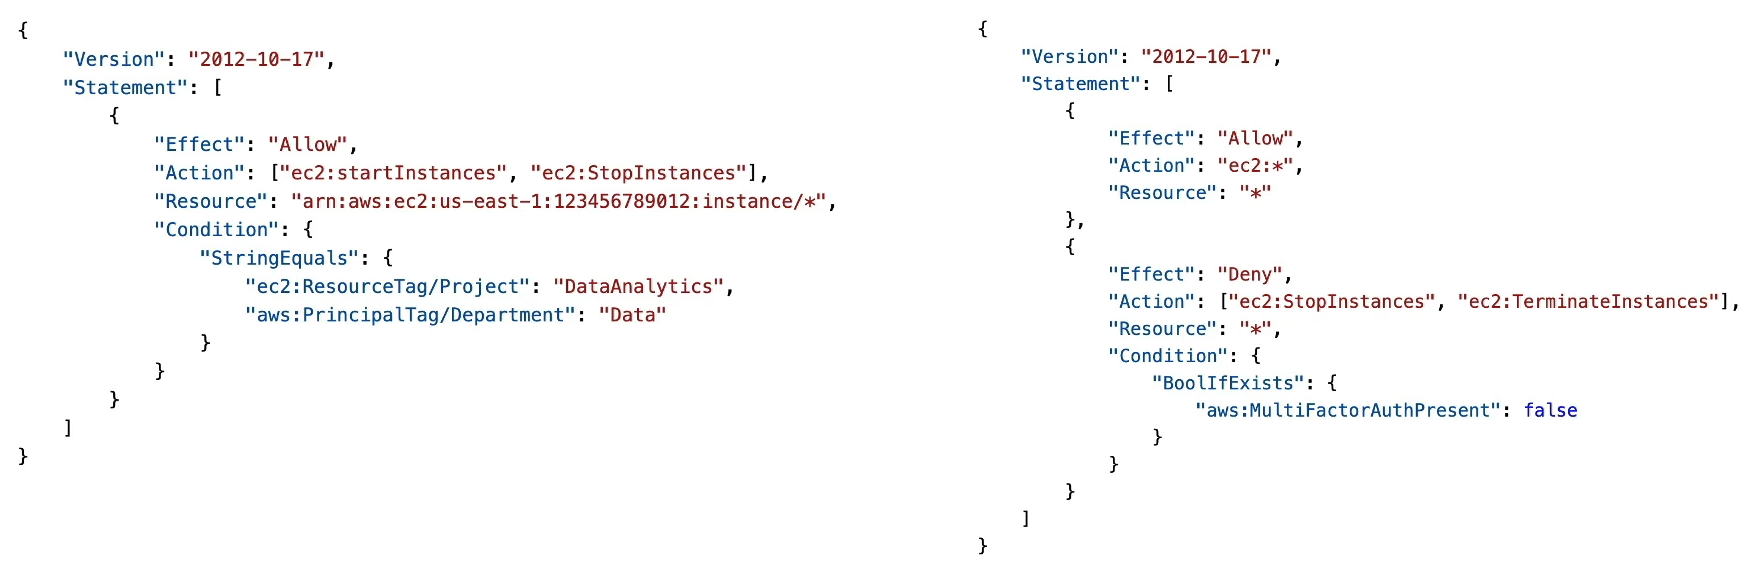 {
    "Version": "2012-10-17",
    "Statement": [
        {
            "Effect": "Allow",
            "Action": ["ec2:startInstances", "ec2:StopInstances"],
            "Resource": "arn:aws:ec2:us-east-1:123456789012:instance/*",
            "Condition": {
                "StringEquals": {
                    "ec2:ResourceTag/Project": "DataAnalytics",
                    "aws:PrincipalTag/Department": "Data"
                }
            }
        }
    ]
}
{
    "Version": "2012-10-17",
    "Statement": [
        {
            "Effect": "Allow",
            "Action": "ec2:*",
            "Resource": "*"
        },
        {
            "Effect": "Deny",
            "Action": ["ec2:StopInstances", "ec2:TerminateInstances"],
            "Resource": "*",
            "Condition": {
                "BoolIfExists": {
                    "aws:MultiFactorAuthPresent": false
                }
            }
        }
    ]
}